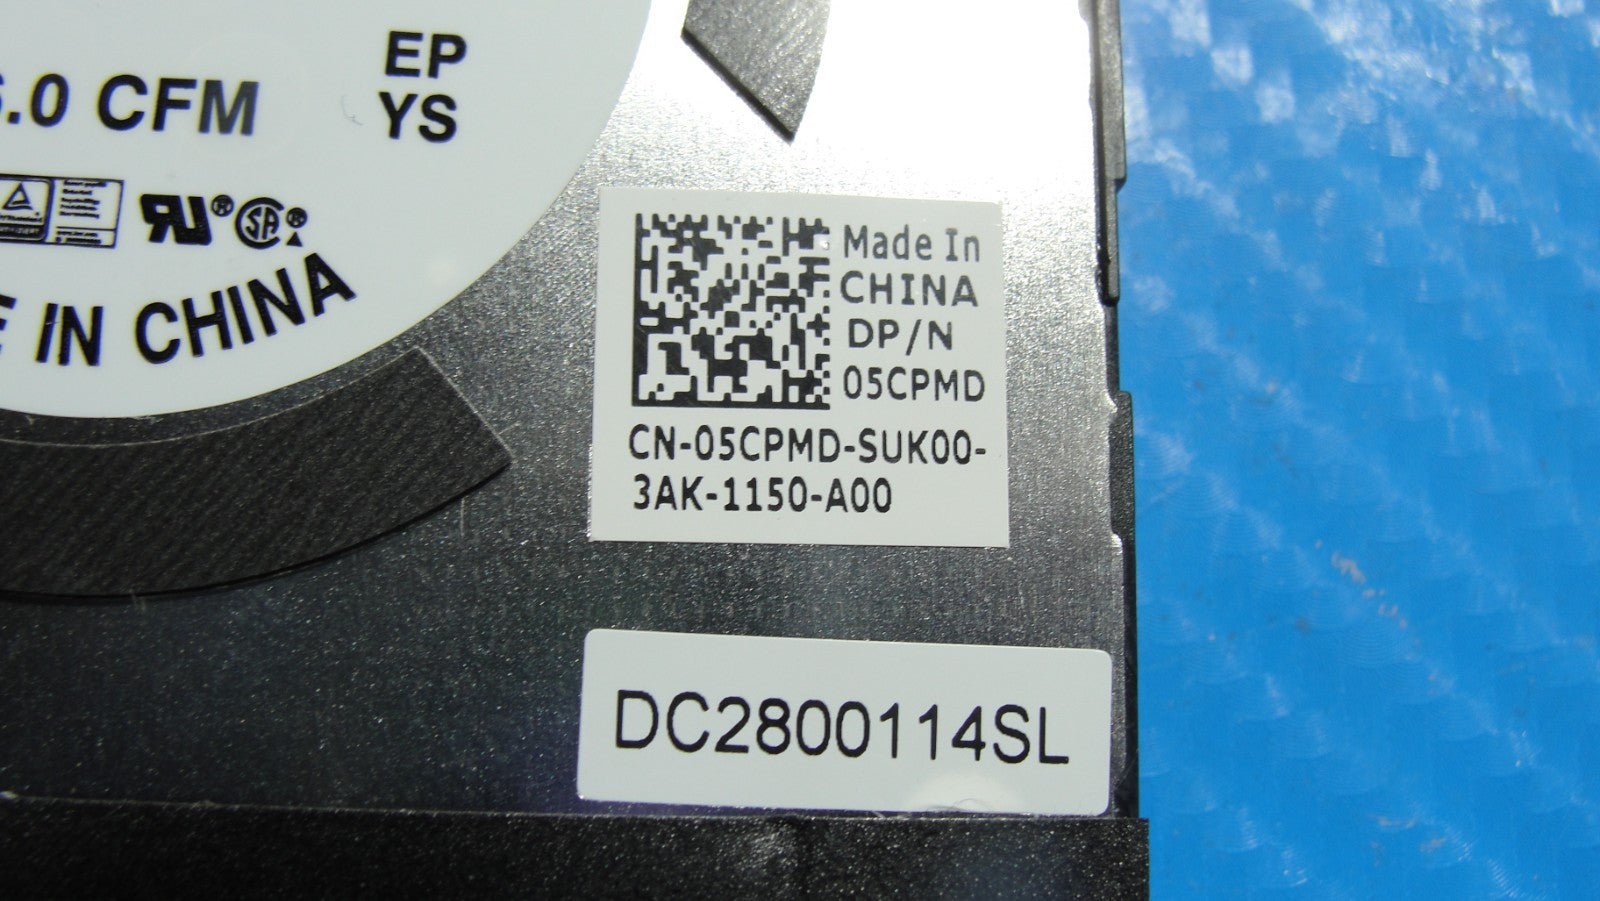 .0 CFM
EP
YS
IN CHINA
Made In
CHINA
DP/N
05CPMD
CN-05CPMD-SUK00-
3AK-1150-A00
DC2800114SL